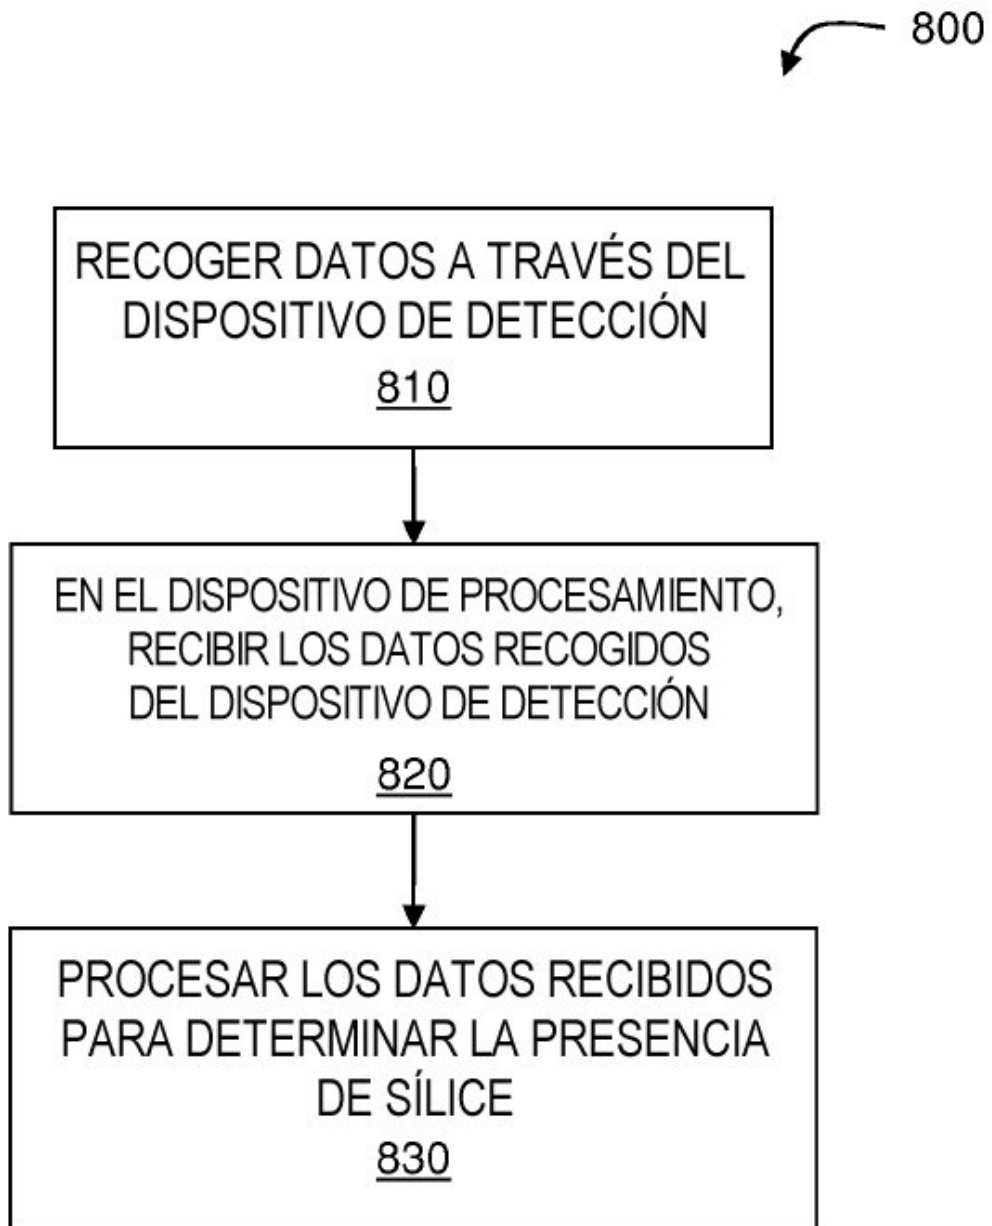 800
RECOGER DATOS A TRAVÉS DEL
DISPOSITIVO DE DETECCIÓN
810
EN EL DISPOSITIVO DE PROCESAMIENTO,
RECIBIR LOS DATOS RECOGIDOS
DEL DISPOSITIVO DE DETECCIÓN
820
PROCESAR LOS DATOS RECIBIDOS
PARA DETERMINAR LA PRESENCIA
DE SÍLICE
830